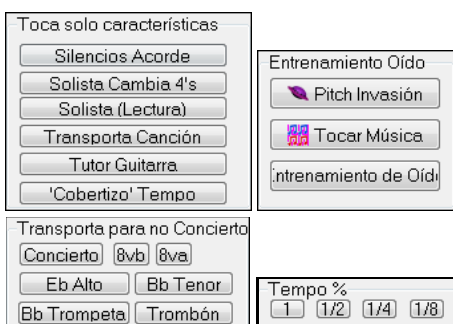 Toca solo características
Silencios Acorde
Solista Cambia 4's
Solista (Lectura)
Transporta Canción
Tutor Guitarra
'Cobertizo' Tempo
Entrenamiento Oído
Pitch Invasión
Tocar Música
ntrenamiento de Oíd
Transporta para no Concierto
Concierto 8vb 8va
Eb Alto Bb Tenor
Bb Trompeta Trombón
Tempo %
1 1/2 1/4 1/8